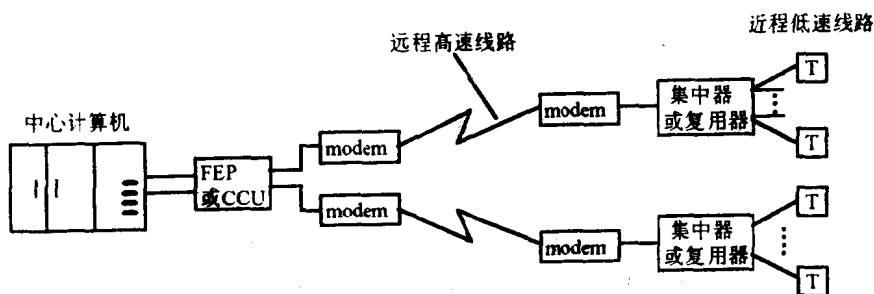 近程低速线路
远程高速线路
T
集中器
或复用器
modem
T
中心计算机
modem
FEP
或CCU
modem
modem
T
集中器
或复用器
T